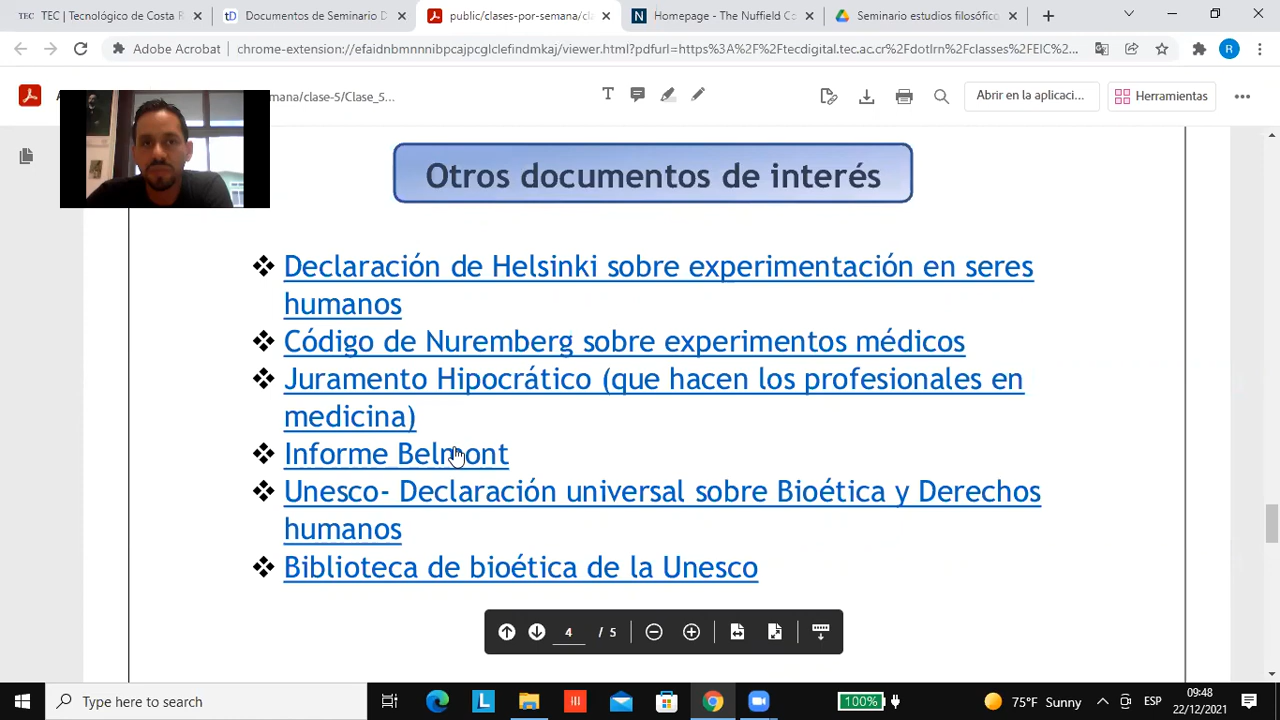 TEC | Tecnológico de Costa R
Documentos de Seminario D
public/clases-por-semana/cla
Homepage - The Nuffield Co
Seminario estudios filosófico
Adobe Acrobat
chrome-extension://efaidnbmnnnibpcajpcglclefindmkaj/viewer.html?pdfurl=https%3A%2F%2Ftecdigital.tec.ac.cr%2Fdotlrn%2Fclasses%2FEIC%2...
R
mana/clase-5/Clase_5...
Abrir en la aplicaci...
Herramientas
Otros documentos de interés
❖ Declaración de Helsinki sobre experimentación en seres
humanos
❖ Código de Nuremberg sobre experimentos médicos
❖ Juramento Hipocrático (que hacen los profesionales en
medicina)
❖ Informe Belmont
❖ Unesco- Declaración universal sobre Bioética y Derechos
humanos
❖ Biblioteca de bioética de la Unesco
4 / 5
Type here to search
100%
75°F Sunny
ESP
09:48
22/12/2021